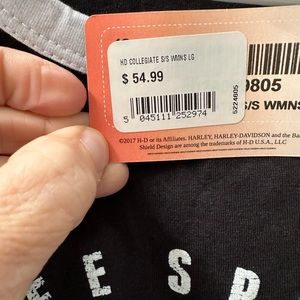 HD COLLEGIATE S/S WMNS LG
$ 54.99
5 045111 252974
5224805
9805
S/S WMNS
©2017 H-D or its Affiliates. HARLEY, HARLEY-DAVIDSON and the Bar
Shield Design are among the trademarks of H-D U.S.A., LLC
ESP